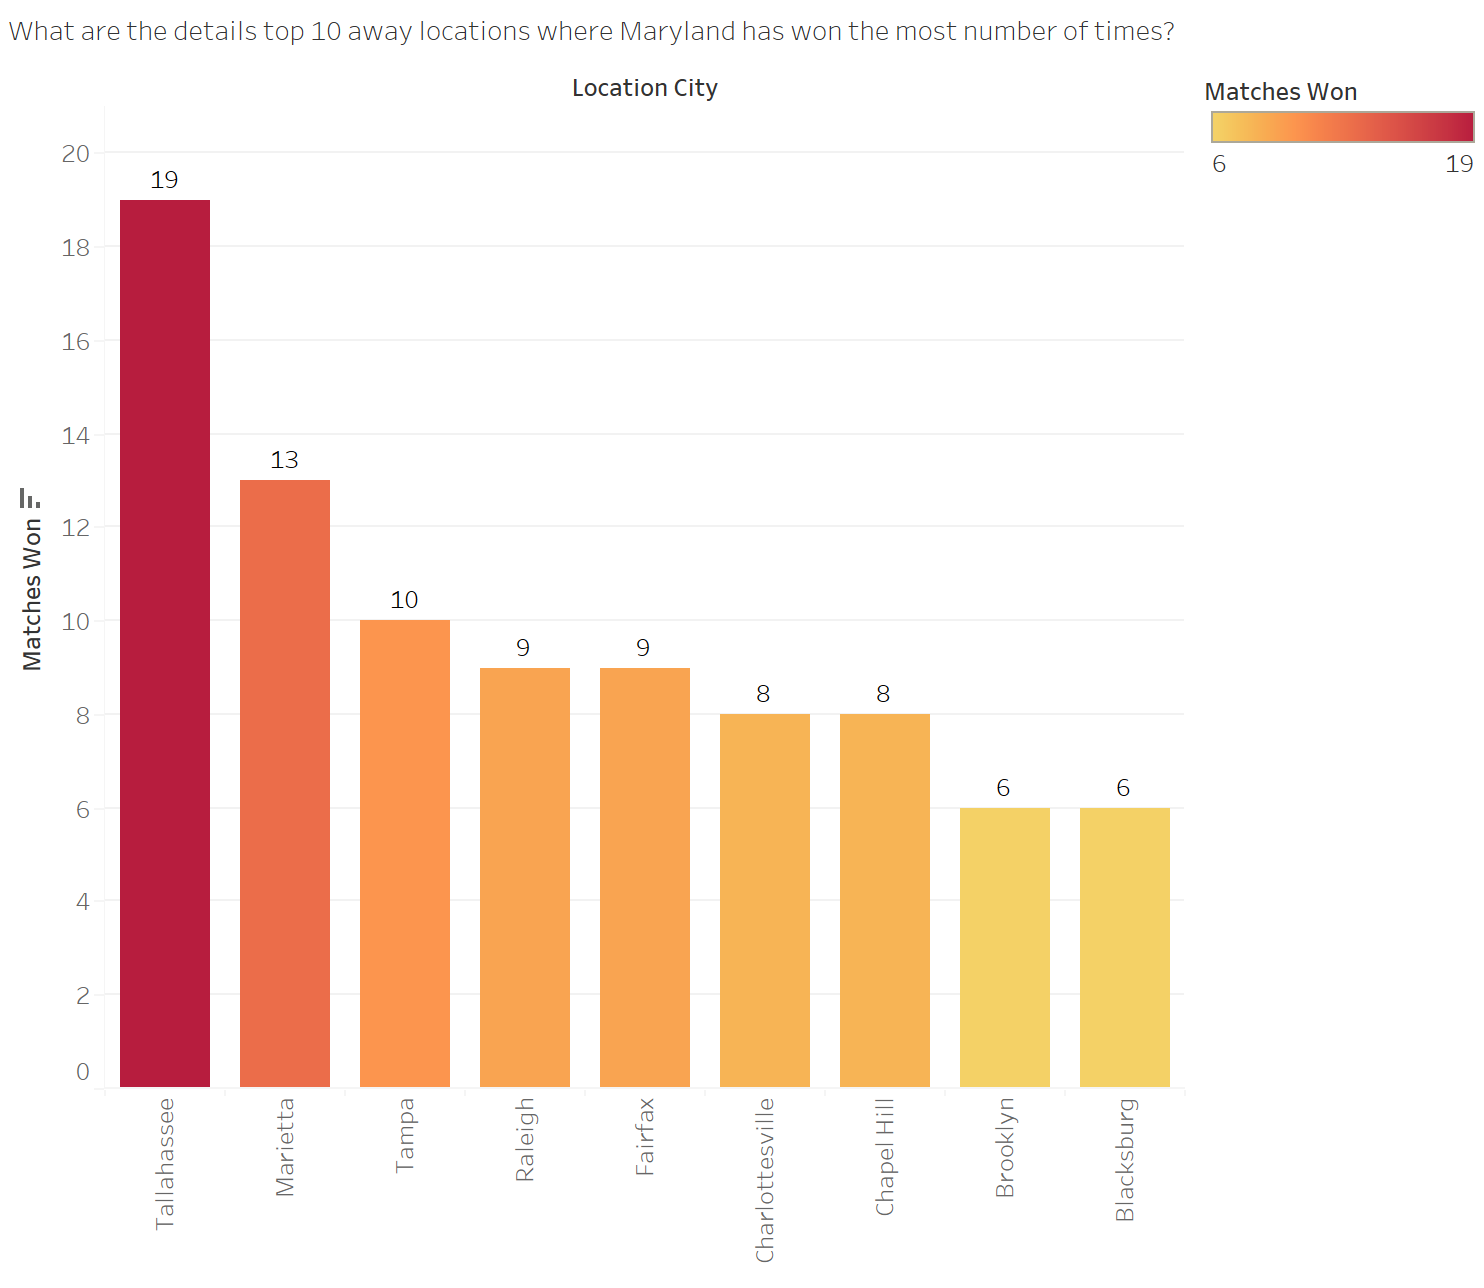 What are the details top 10 away locations where Maryland has won the most number of times?
Location City
Matches Won
6 19
Matches Won
20
18
16
14
12
10
8
6
4
2
0
19
13
10
9
9
8
8
6
6
Tallahassee
Marietta
Tampa
Raleigh
Fairfax
Charlottesville
Chapel Hill
Brooklyn
Blacksburg